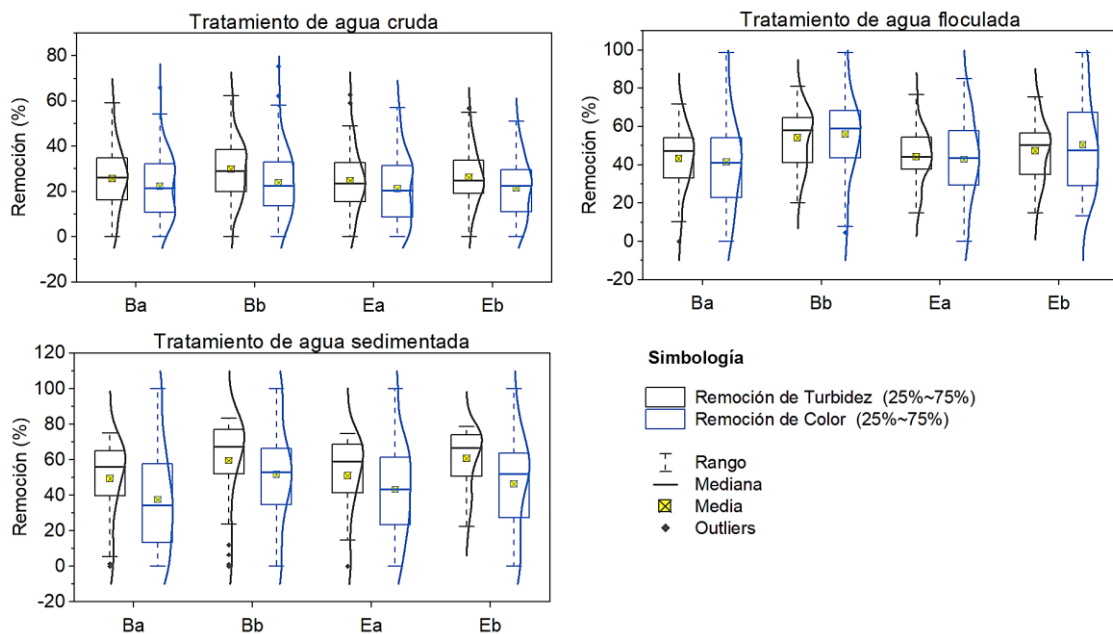 Tratamiento de agua cruda
Remoción (%)
80
60
40
20
0
-20
Ba
Bb
Ea
Eb
Tratamiento de agua floculada
Remoción (%)
100
80
60
40
20
0
-20
Ba
Bb
Ea
Eb
Tratamiento de agua sedimentada
Remoción (%)
120
100
80
60
40
20
0
-20
Ba
Bb
Ea
Eb
Simbología
Remoción de Turbidez (25%~75%)
Remoción de Color (25%~75%)
Rango
Mediana
Media
Outliers